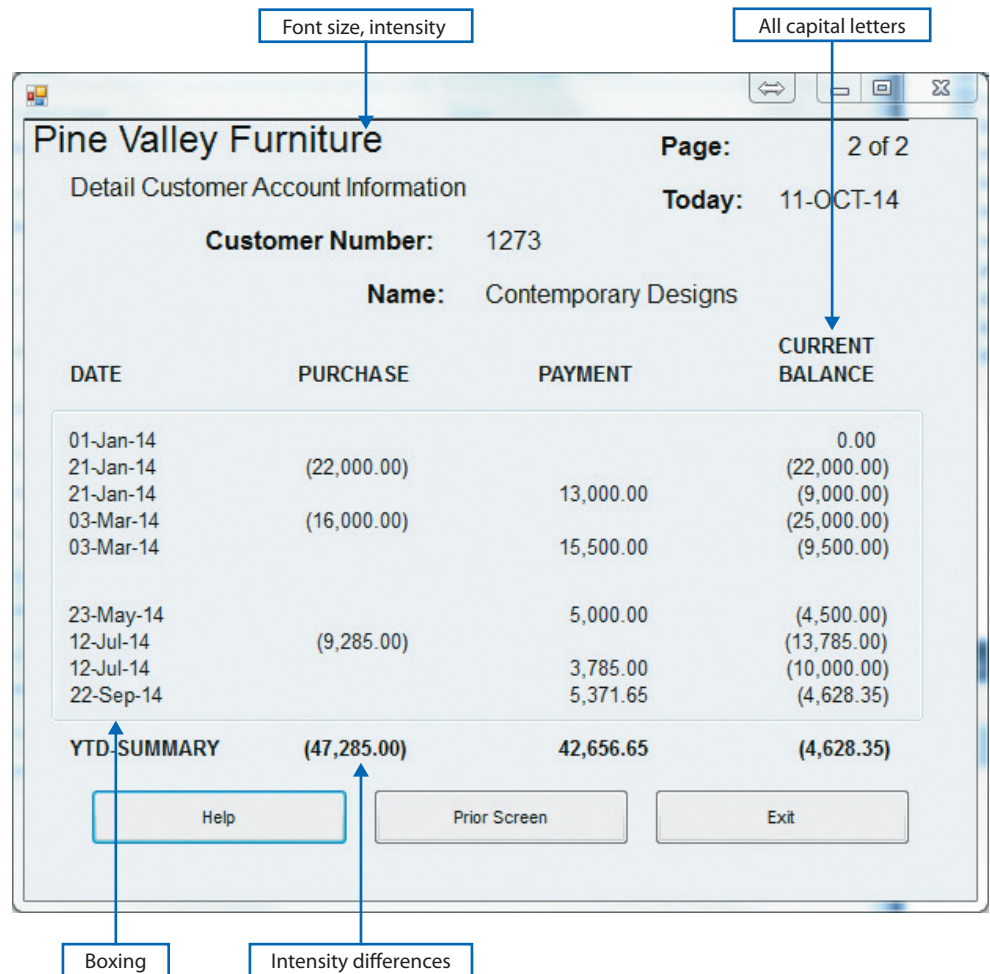 Font size, intensity
All capital letters
Pine Valley Furniture
Page: 2 of 2
Detail Customer Account Information
Today: 11-OCT-14
Customer Number: 1273
Name: Contemporary Designs
CURRENT
DATE PURCHASE PAYMENT BALANCE
01-Jan-14 0.00
21-Jan-14 (22,000.00) (22,000.00)
21-Jan-14 13,000.00 (9,000.00)
03-Mar-14 (16,000.00) (25,000.00)
03-Mar-14 15,500.00 (9,500.00)
23-May-14 5,000.00 (4,500.00)
12-Jul-14 (9,285.00) (13,785.00)
12-Jul-14 3,785.00 (10,000.00)
22-Sep-14 5,371.65 (4,628.35)
YTD-SUMMARY (47,285.00) 42,656.65 (4,628.35)
Help Prior Screen Exit
Boxing Intensity differences